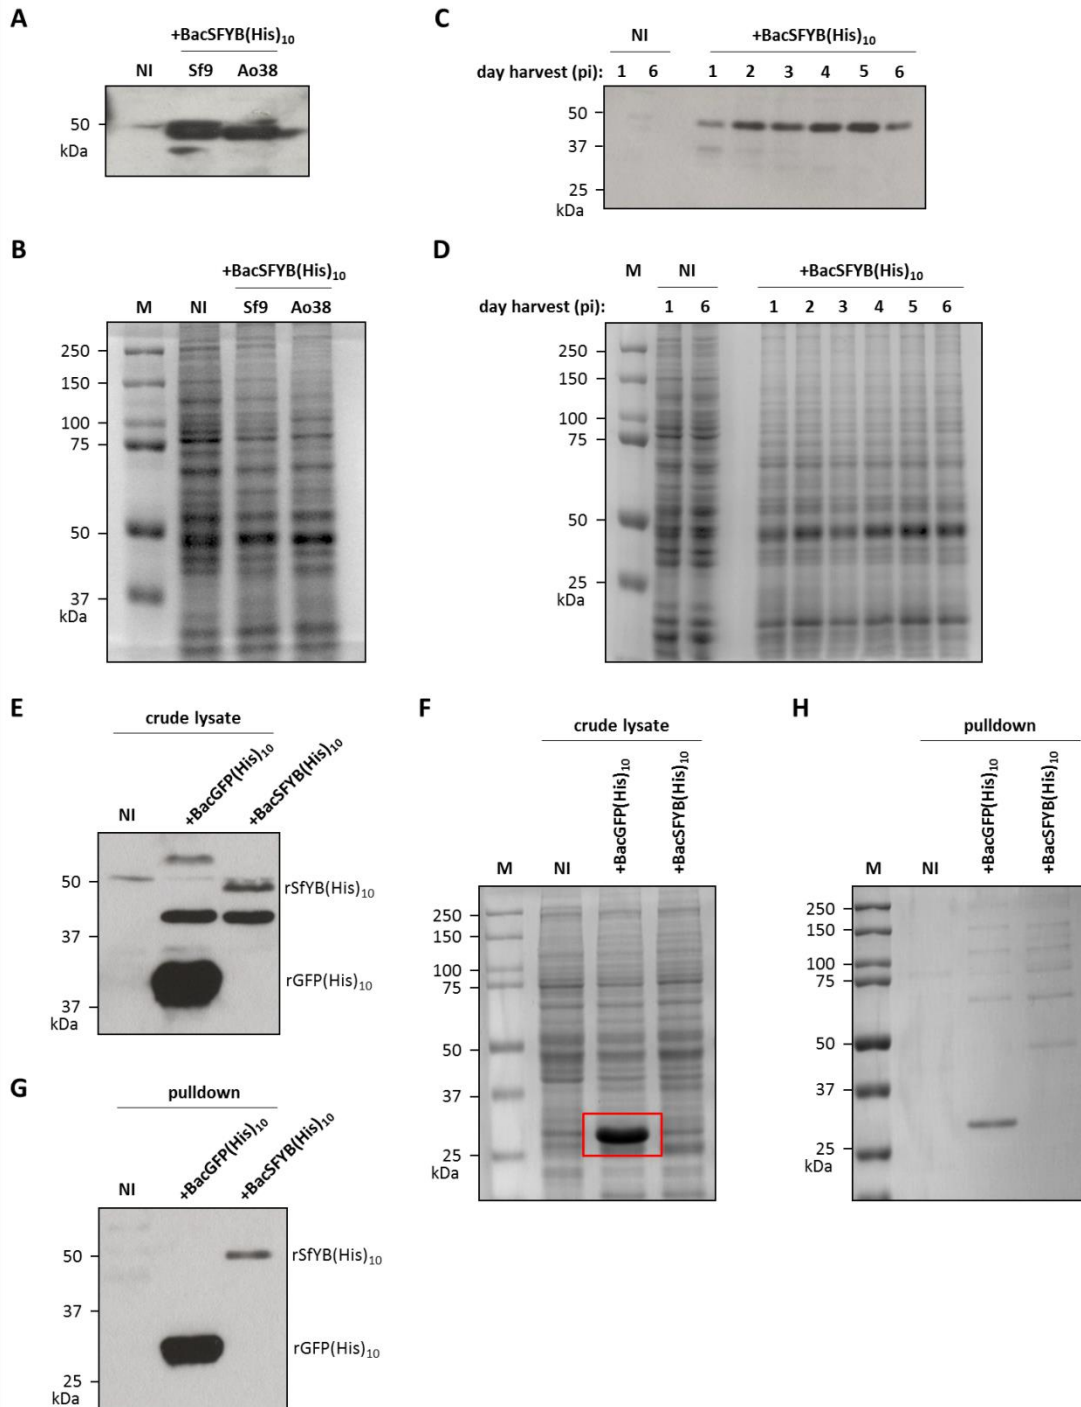 A
+BacSFYB(His)10
NI Sf9 Ao38
50
kDa
C
NI +BacSFYB(His)10
day harvest (pi): 1 6 1 2 3 4 5 6
50
37
25
kDa
B
+BacSFYB(His)10
M NI Sf9 Ao38
250
150
100
75
50
37
kDa
D
M NI +BacSFYB(His)10
day harvest (pi): 1 6 1 2 3 4 5 6
250
150
100
75
50
25
kDa
E
crude lysate
NI +BacGFP(His)10 +BacSFYB(His)10
50
rSfYB(His)10
37
rGFP(His)10
37
kDa
F
crude lysate
M NI +BacGFP(His)10 +BacSFYB(His)10
250
150
100
75
50
37
25
kDa
H
pulldown
M NI +BacGFP(His)10 +BacSFYB(His)10
250
150
100
75
50
37
25
kDa
G
pulldown
NI +BacGFP(His)10 +BacSFYB(His)10
50
rSfYB(His)10
37
rGFP(His)10
25
kDa